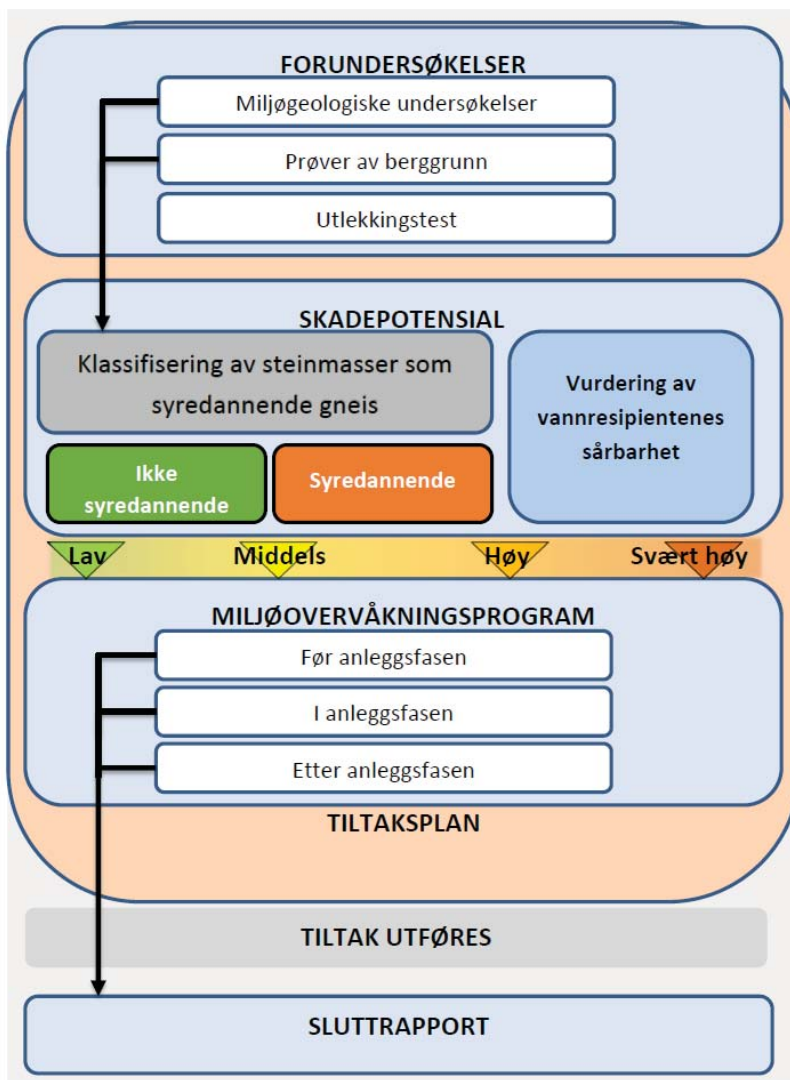 FORUNDERSØKELSER
Miljøgeologiske undersøkelser
Prøver av berggrunn
Utlekkingstest
SKADEPOTENSIAL
Klassifisering av steinmasser som
syredannende gneis
Ikke
syredannende
Syredannende
Vurdering av
vannresipientenes
sårbarhet
Lav
Middels
Høy
Svært høy
MILJØOVERVÅKNINGSPROGRAM
Før anleggsfasen
I anleggsfasen
Etter anleggsfasen
TILTAKSPLAN
TILTAK UTFØRES
SLUTTRAPPORT